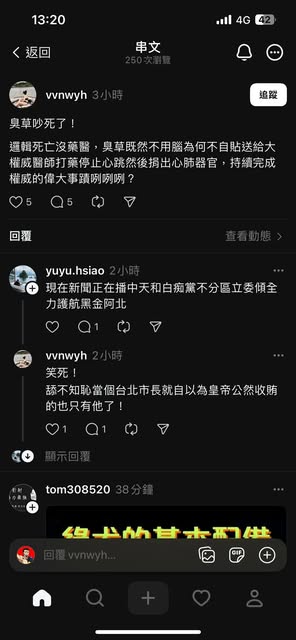 13:20
4G 42
返回
串文
250 次瀏覽
vvnwyh 3小時
追蹤
臭草吵死了！
邏輯死亡沒藥醫，臭草既然不用腦為何不自貼送給大
權威醫師打藥停止心跳然後捐出心肺器官，持續完成
權威的偉大事蹟咧咧咧？
5 5
回覆
查看動態
yuyu.hsiao 2小時
現在新聞正在播中天和白痴黨不分區立委傾全
力護航黑金阿北
1
vvnwyh 2小時
笑死！
舔不知恥當個台北市長就自以為皇帝公然收賄
的也只有他了！
1 1
顯示回覆
tom308520 38分鐘
綠犬的基本配備
回覆 vvnwyh...
GIF